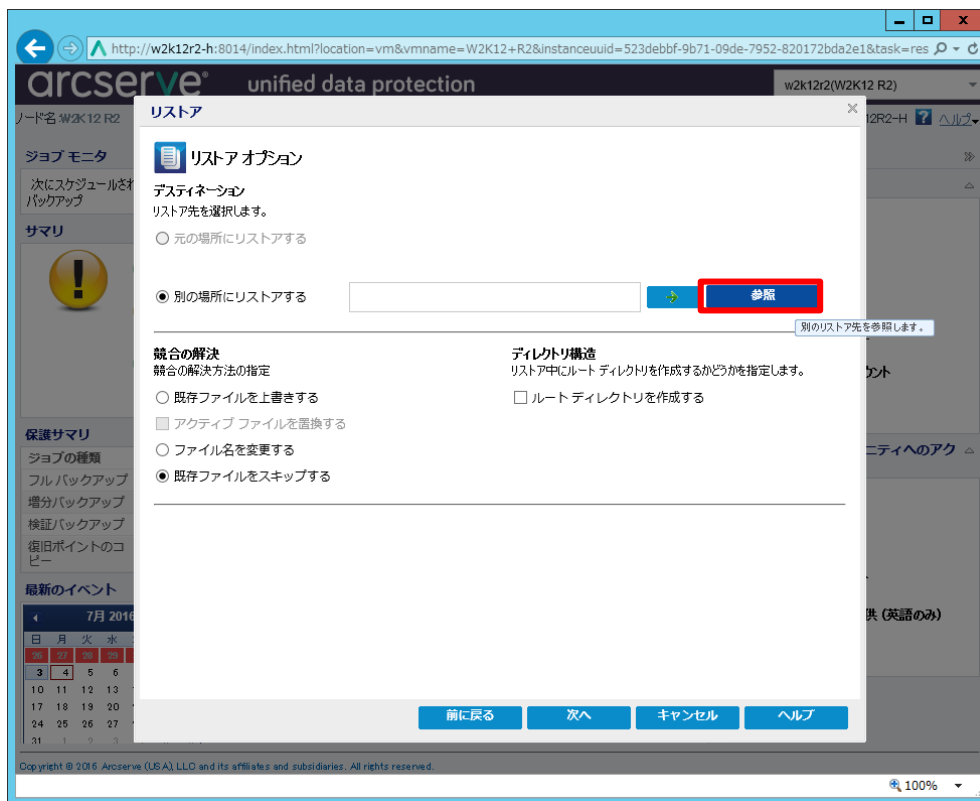 http://w2k12r2-h:8014/index.html?location=vm&vmname=W2K12+R2&instanceuuid=523debbf-9b71-09de-7952-820172bda2e1&task=res
arcserve® unified data protection
w2k12r2(W2K12 R2)
ノード名:W2K12 R2
12R2-H ? ヘルプ
ジョブ モニタ
次にスケジュールされ
バックアップ
サマリ
保護サマリ
ジョブの種類
フル バックアップ
増分バックアップ
検証バックアップ
復旧ポイントのコ
ピー
最新のイベント
7月 2016
日 月 火 水
26 27 28 29
3 4 5 6
10 11 12 13
17 18 19 20
24 25 26 27
31 1 2 3
リストア
リストア オプション
デスティネーション
リストア先を選択します。
元の場所にリストアする
別の場所にリストアする
参照
別のリストア先を参照します。
競合の解決
競合の解決方法の指定
既存ファイルを上書きする
アクティブ ファイルを置換する
ファイル名を変更する
既存ファイルをスキップする
ディレクトリ構造
リストア中にルート ディレクトリを作成するかどうかを指定します。
ルート ディレクトリを作成する
前に戻る
次へ
キャンセル
ヘルプ
ウント
ニティへのアク
供 (英語のみ)
Copyright © 2016 Arcserve (USA), LLC and its affiliates and subsidiaries. All rights reserved.
100%